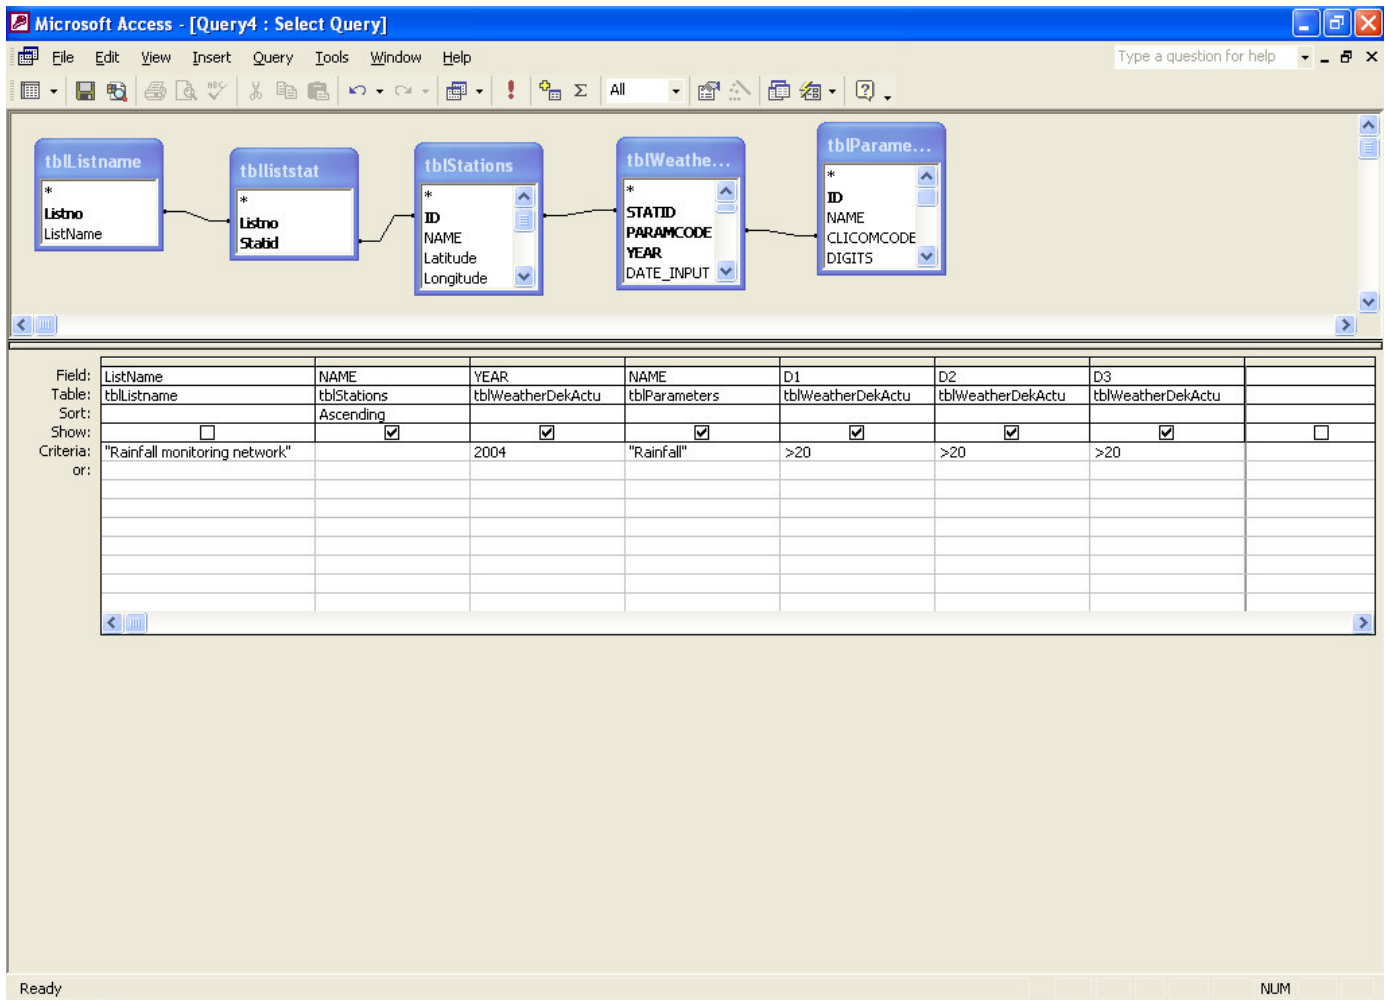 Microsoft Access - [Query4 : Select Query]
File Edit View Insert Query Tools Window Help Type a question for help
ABC Σ All
tblListname
*
Listno
ListName
tblliststat
*
Listno
Statid
tblStations
*
ID
NAME
Latitude
Longitude
tblWeathe...
*
STATID
PARAMCODE
YEAR
DATE_INPUT
tblParame...
*
ID
NAME
CLICOMCODE
DIGITS
Field: ListName NAME YEAR NAME D1 D2 D3
Table: tblListname tblStations tblWeatherDekActu tblParameters tblWeatherDekActu tblWeatherDekActu tblWeatherDekActu
Sort: Ascending
Show:
Criteria: "Rainfall monitoring network" 2004 "Rainfall" >20 >20 >20
or:
Ready NUM